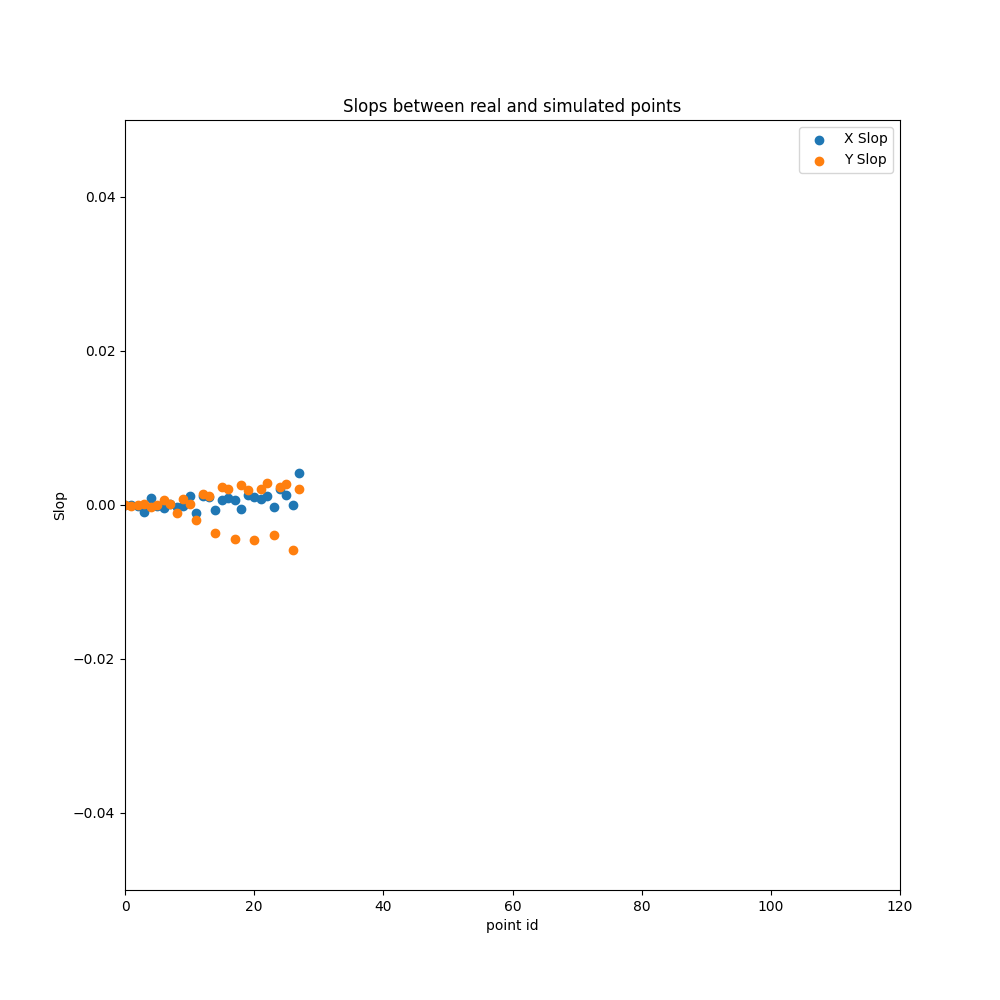 Slops between real and simulated points
X Slop
Y Slop
0.04
0.02
0.00
−0.02
−0.04
Slop
0 20 40 60 80 100 120
point id